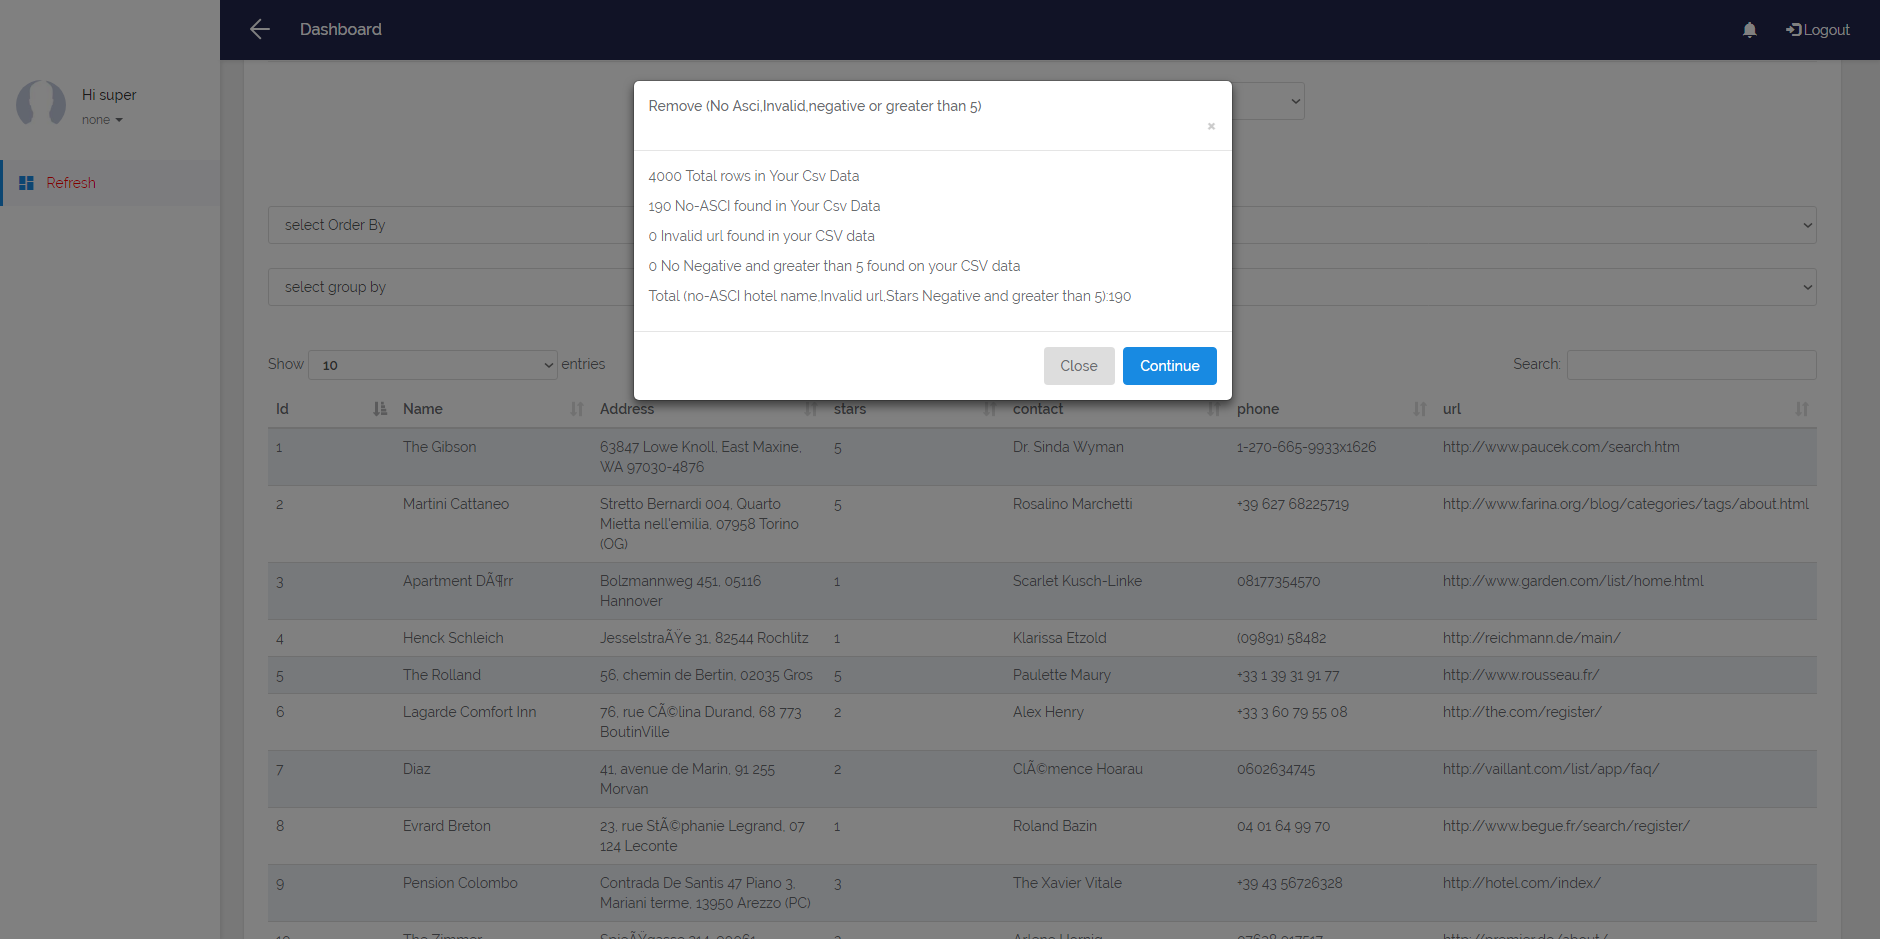 Dashboard
Logout
Hi super
none
Refresh
Remove (No Asci,Invalid,negative or greater than 5)
×
4000 Total rows in Your Csv Data
190 No-ASCI found in Your Csv Data
0 Invalid url found in your CSV data
0 No Negative and greater than 5 found on your CSV data
Total (no-ASCI hotel name,Invalid url,Stars Negative and greater than 5):190
Close Continue
select Order By
select group by
Show 10 entries Search:
Id Name Address stars contact phone url
1 The Gibson 63847 Lowe Knoll, East Maxine, 5 Dr. Sinda Wyman 1-270-665-9933x1626 http://www.paucek.com/search.htm
WA 97030-4876
2 Martini Cattaneo Stretto Bernardi 004, Quarto 5 Rosalino Marchetti +39 627 68225719 http://www.farina.org/blog/categories/tags/about.html
Mietta nell'emilia, 07958 Torino
(OG)
3 Apartment DÃ¶rr Bolzmannweg 451, 05116 1 Scarlet Kusch-Linke 08177354570 http://www.garden.com/list/home.html
Hannover
4 Henck Schleich JesselstraÃŸe 31, 82544 Rochlitz 1 Klarissa Etzold (09891) 58482 http://reichmann.de/main/
5 The Rolland 56, chemin de Bertin, 02035 Gros 5 Paulette Maury +33 1 39 31 91 77 http://www.rousseau.fr/
6 Lagarde Comfort Inn 76, rue CÃ©lina Durand, 68 773 2 Alex Henry +33 3 60 79 55 08 http://the.com/register/
BoutinVille
7 Diaz 41, avenue de Marin, 91 255 2 ClÃ©mence Hoarau 0602634745 http://vaillant.com/list/app/faq/
Morvan
8 Evrard Breton 23, rue StÃ©phanie Legrand, 07 1 Roland Bazin 04 01 64 99 70 http://www.begue.fr/search/register/
124 Leconte
9 Pension Colombo Contrada De Santis 47 Piano 3, 3 The Xavier Vitale +39 43 56726328 http://hotel.com/index/
Mariani terme, 13950 Arezzo (PC)
10 The Zimmer